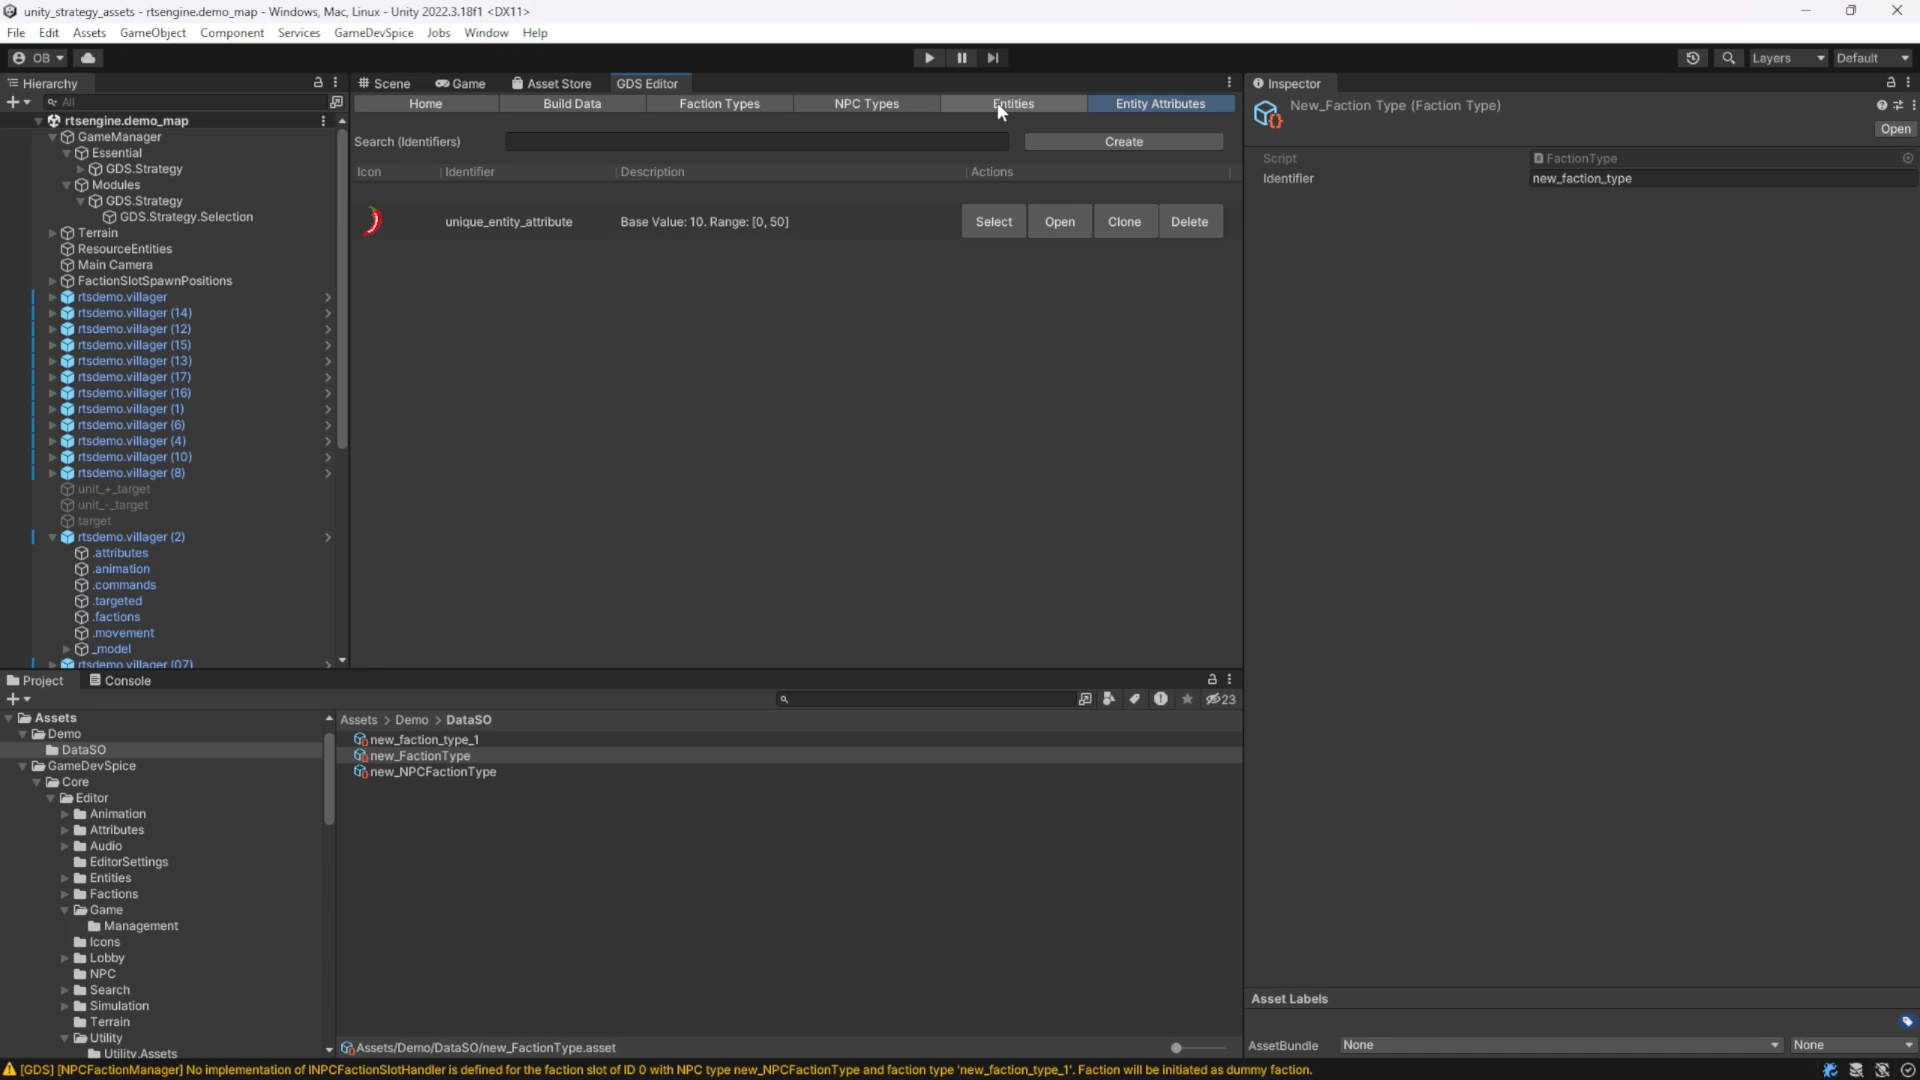 unity_strategy_assets - rtsengine.demo_map - Windows, Mac, Linux - Unity 2022.3.18f1 <DX11>
File Edit Assets GameObject Component Services GameDevSpice Jobs Window Help
OB Layers Default
Hierarchy
All
rtsengine.demo_map
GameManager
Essential
GDS.Strategy
Modules
GDS.Strategy
GDS.Strategy.Selection
Terrain
ResourceEntities
Main Camera
FactionSlotSpawnPositions
rtsdemo.villager
rtsdemo.villager (14)
rtsdemo.villager (12)
rtsdemo.villager (15)
rtsdemo.villager (13)
rtsdemo.villager (17)
rtsdemo.villager (16)
rtsdemo.villager (1)
rtsdemo.villager (6)
rtsdemo.villager (4)
rtsdemo.villager (10)
rtsdemo.villager (8)
unit_+_target
unit_-_target
target
rtsdemo.villager (2)
.attributes
.animation
.commands
.targeted
.factions
.movement
_model
rtsdemo.villager (07)
Scene Game Asset Store GDS Editor
Home Build Data Faction Types NPC Types Entities Entity Attributes
Search (Identifiers) Create
Icon Identifier Description Actions
unique_entity_attribute Base Value: 10. Range: [0, 50] Select Open Clone Delete
Inspector
New_Faction Type (Faction Type)
Open
Script FactionType
Identifier new_faction_type
Asset Labels
AssetBundle None None
Project Console
23
Assets
Demo
DataSO
GameDevSpice
Core
Editor
Animation
Attributes
Audio
EditorSettings
Entities
Factions
Game
Management
Icons
Lobby
NPC
Search
Simulation
Terrain
Utility
Utility.Assets
Assets > Demo > DataSO
new_faction_type_1
new_FactionType
new_NPCFactionType
Assets/Demo/DataSO/new_FactionType.asset
[GDS] [NPCFactionManager] No implementation of INPCFactionSlotHandler is defined for the faction slot of ID 0 with NPC type new_NPCFactionType and faction type 'new_faction_type_1'. Faction will be initiated as dummy faction.